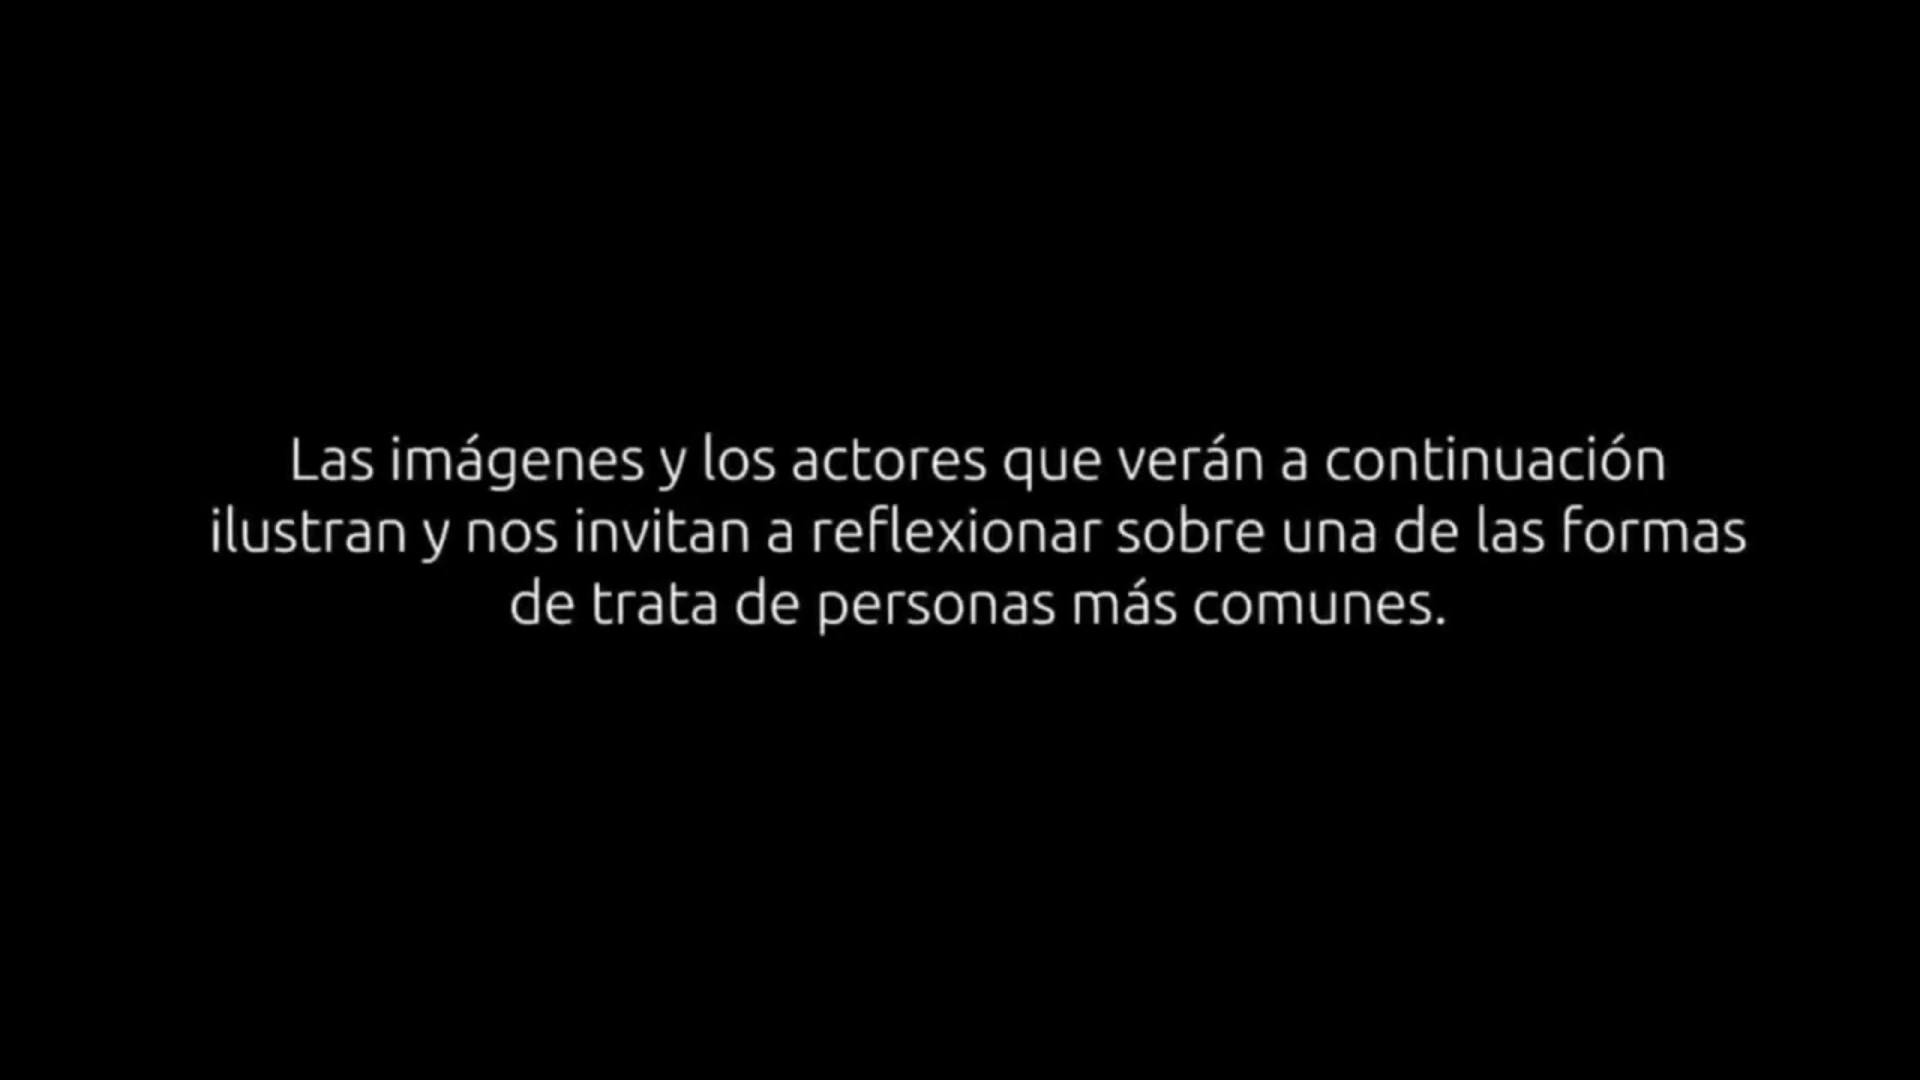 Las imágenes y los actores que verán a continuación
ilustran y nos invitan a reflexionar sobre una de las formas
de trata de personas más comunes.